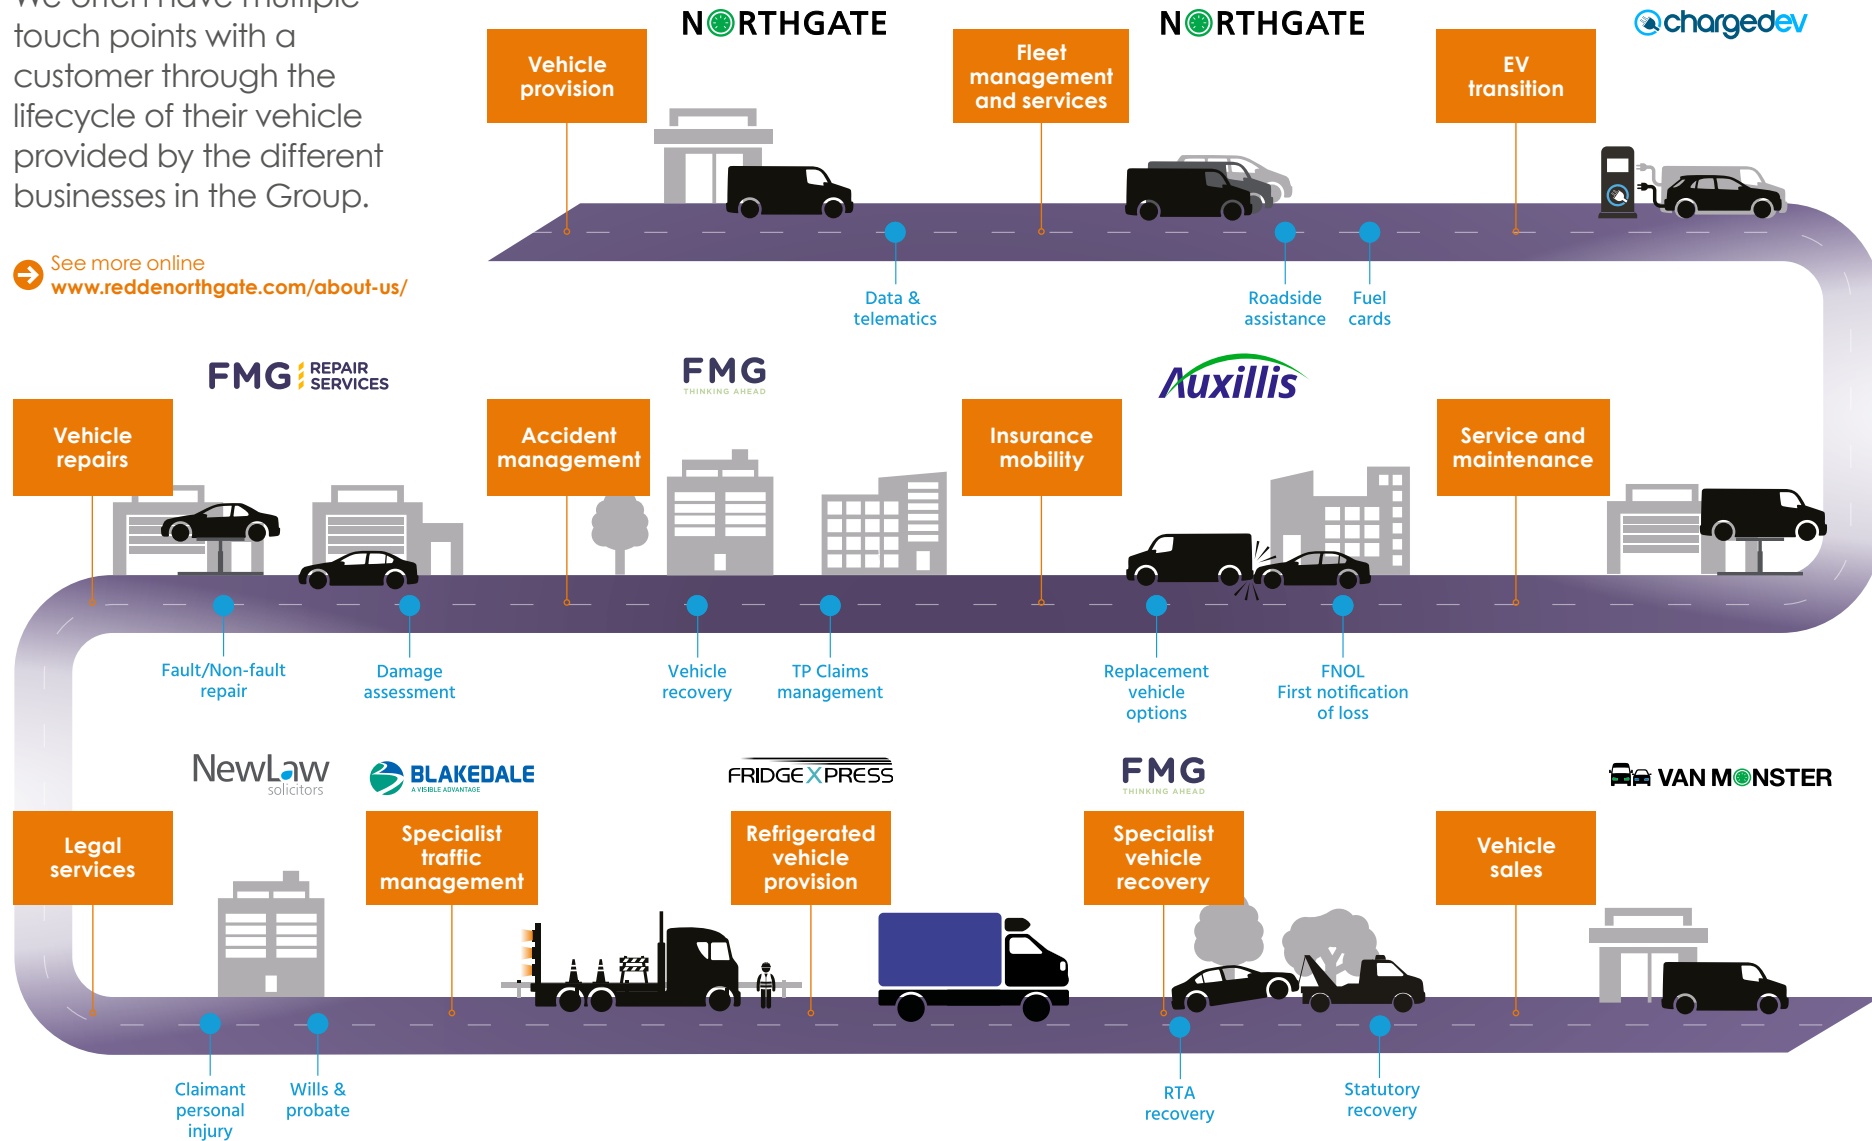 We often have multiple
touch points with a
customer through the
lifecycle of their vehicle
provided by the different
businesses in the Group.
See more online
www.reddenorthgate.com/about-us/
NORTHGATE
Vehicle
provision
NORTHGATE
Fleet
management
and services
chargedev
EV
transition
Data &
telematics
Roadside
assistance
Fuel
cards
FMG REPAIR
SERVICES
Vehicle
repairs
FMG
THINKING AHEAD
Accident
management
Auxillis
Insurance
mobility
Service and
maintenance
Fault/Non-fault
repair
Damage
assessment
Vehicle
recovery
TP Claims
management
Replacement
vehicle
options
FNOL
First notification
of loss
NewLaw
solicitors
Legal
services
BLAKEDALE
A VISIBLE ADVANTAGE
Specialist
traffic
management
FRIDGEXPRESS
Refrigerated
vehicle
provision
FMG
THINKING AHEAD
Specialist
vehicle
recovery
VAN MONSTER
Vehicle
sales
Claimant
personal
injury
Wills &
probate
RTA
recovery
Statutory
recovery